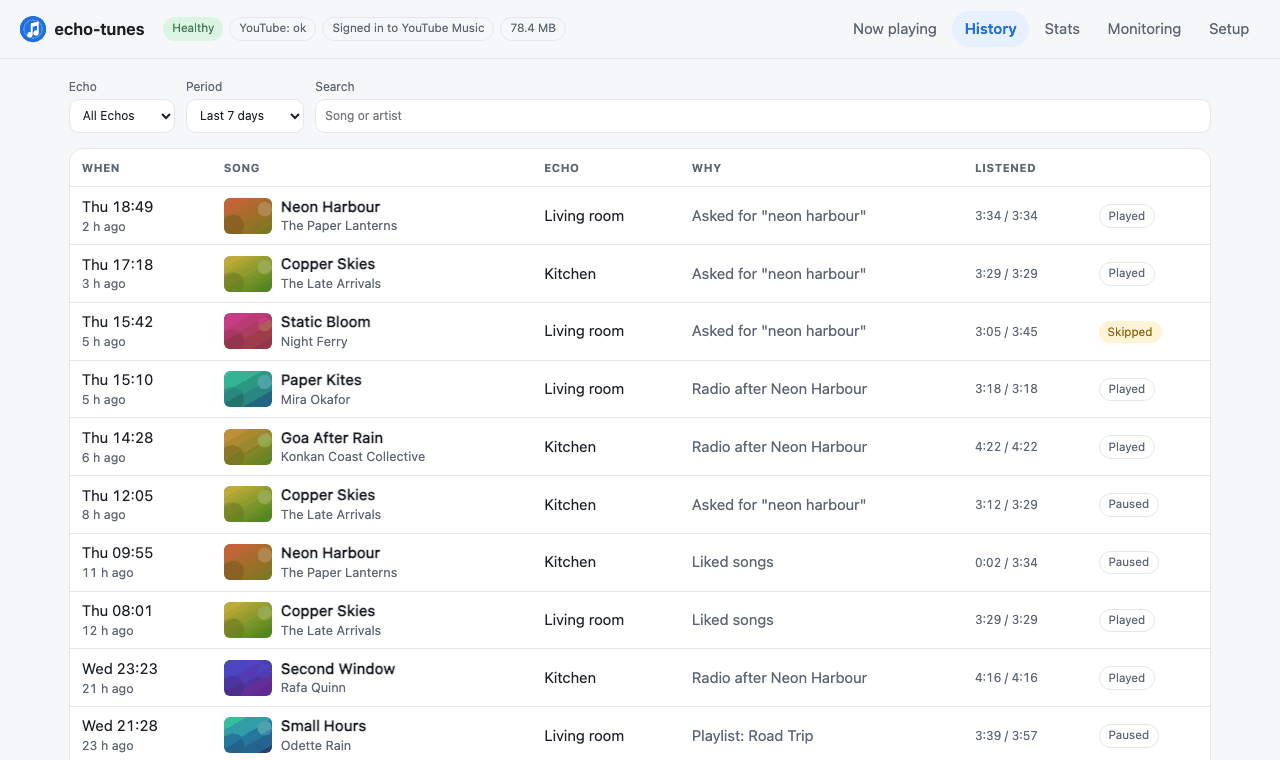 echo-tunes Healthy YouTube: ok Signed in to YouTube Music 78.4 MB Now playing History Stats Monitoring Setup
Echo Period Search
All Echos Last 7 days Song or artist
WHEN SONG ECHO WHY LISTENED
Thu 18:49 Neon Harbour Living room Asked for "neon harbour" 3:34 / 3:34 Played
2 h ago The Paper Lanterns
Thu 17:18 Copper Skies Kitchen Asked for "neon harbour" 3:29 / 3:29 Played
3 h ago The Late Arrivals
Thu 15:42 Static Bloom Living room Asked for "neon harbour" 3:05 / 3:45 Skipped
5 h ago Night Ferry
Thu 15:10 Paper Kites Living room Radio after Neon Harbour 3:18 / 3:18 Played
5 h ago Mira Okafor
Thu 14:28 Goa After Rain Kitchen Radio after Neon Harbour 4:22 / 4:22 Played
6 h ago Konkan Coast Collective
Thu 12:05 Copper Skies Kitchen Asked for "neon harbour" 3:12 / 3:29 Paused
8 h ago The Late Arrivals
Thu 09:55 Neon Harbour Kitchen Liked songs 0:02 / 3:34 Paused
11 h ago The Paper Lanterns
Thu 08:01 Copper Skies Living room Liked songs 3:29 / 3:29 Played
12 h ago The Late Arrivals
Wed 23:23 Second Window Kitchen Radio after Neon Harbour 4:16 / 4:16 Played
21 h ago Rafa Quinn
Wed 21:28 Small Hours Living room Playlist: Road Trip 3:39 / 3:57 Paused
23 h ago Odette Rain